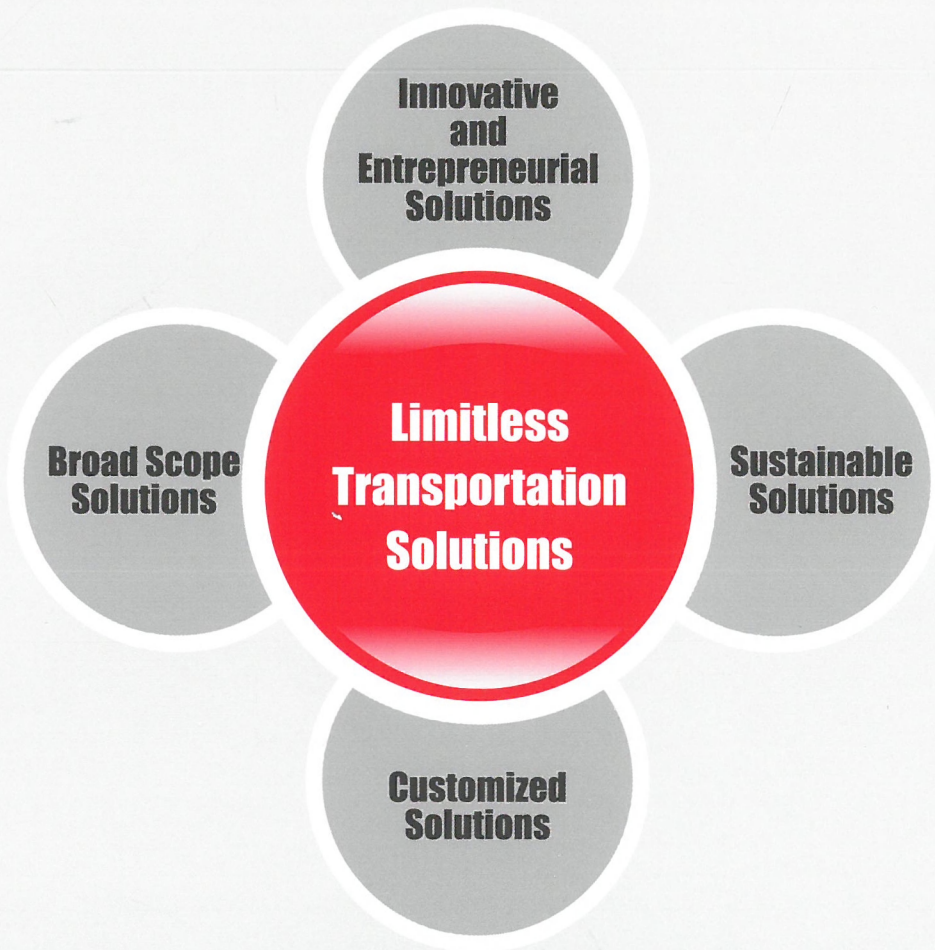 Innovative
and
Entrepreneurial
Solutions
Broad Scope
Solutions
Limitless
Transportation
Solutions
Sustainable
Solutions
Customized
Solutions